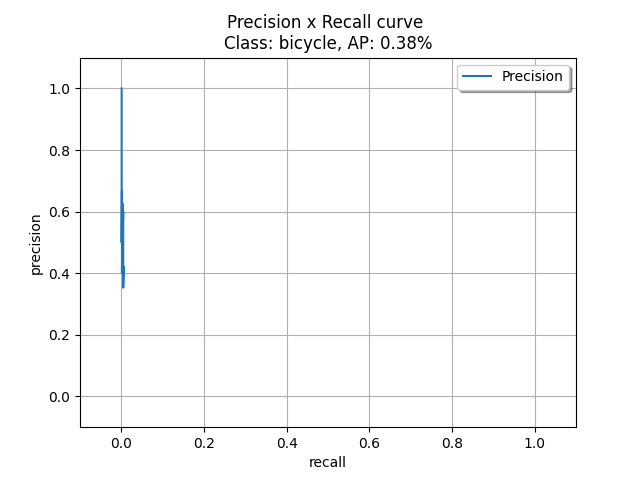 Precision x Recall curve
Class: bicycle, AP: 0.38%
Precision
1.0
0.8
0.6
0.4
0.2
0.0
precision
0.0 0.2 0.4 0.6 0.8 1.0
recall